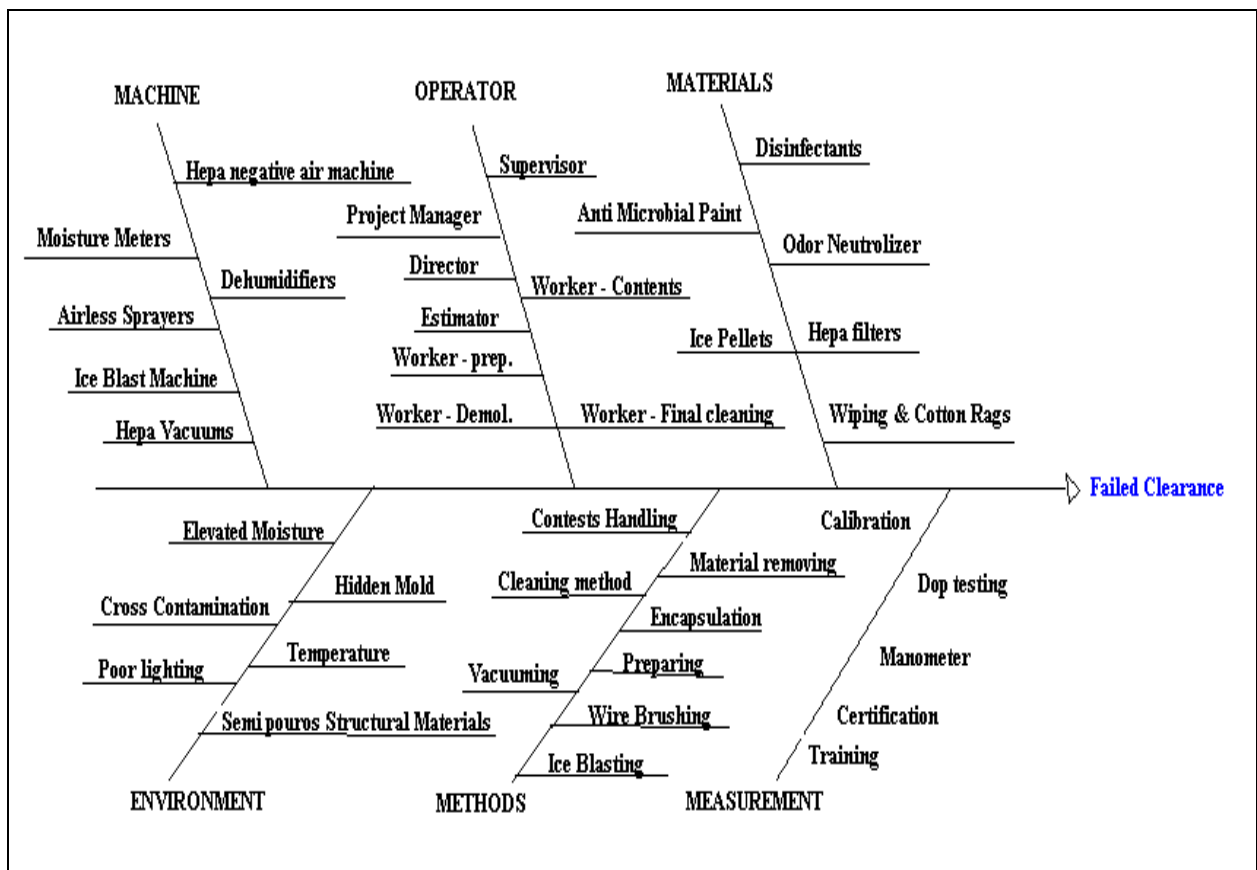 MACHINE
OPERATOR
MATERIALS
Hepa negative air machine
Moisture Meters
Dehumidifiers
Airless Sprayers
Ice Blast Machine
Hepa Vacuums
Supervisor
Project Manager
Director
Worker - Contents
Estimator
Worker - prep.
Worker - Demol.
Worker - Final cleaning
Disinfectants
Anti Microbial Paint
Odor Neutrolizer
Ice Pellets
Hepa filters
Wiping & Cotton Rags
Failed Clearance
Elevated Moisture
Hidden Mold
Cross Contamination
Temperature
Poor lighting
Semi pouros Structural Materials
ENVIRONMENT
Contests Handling
Material removing
Cleaning method
Encapsulation
Preparing
Vacuuming
Wire Brushing
Ice Blasting
METHODS
Calibration
Dop testing
Manometer
Certification
Training
MEASUREMENT